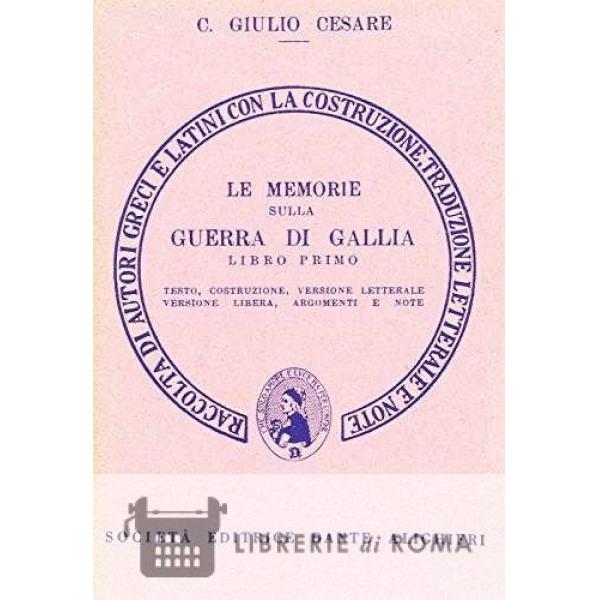 C. GIULIO CESARE
RACCOLTA DI AUTORI GRECI E LATINI CON LA COSTRUZIONE, TRADUZIONE LETTERALE E NOTE
LE MEMORIE
SULLA
GUERRA DI GALLIA
LIBRO PRIMO
TESTO, COSTRUZIONE, VERSIONE LETTERALE
VERSIONE LIBERA, ARGOMENTI E NOTE
SOCIETÀ EDITRICE DANTE ALIGHIERI
LIBRERIE di ROMA